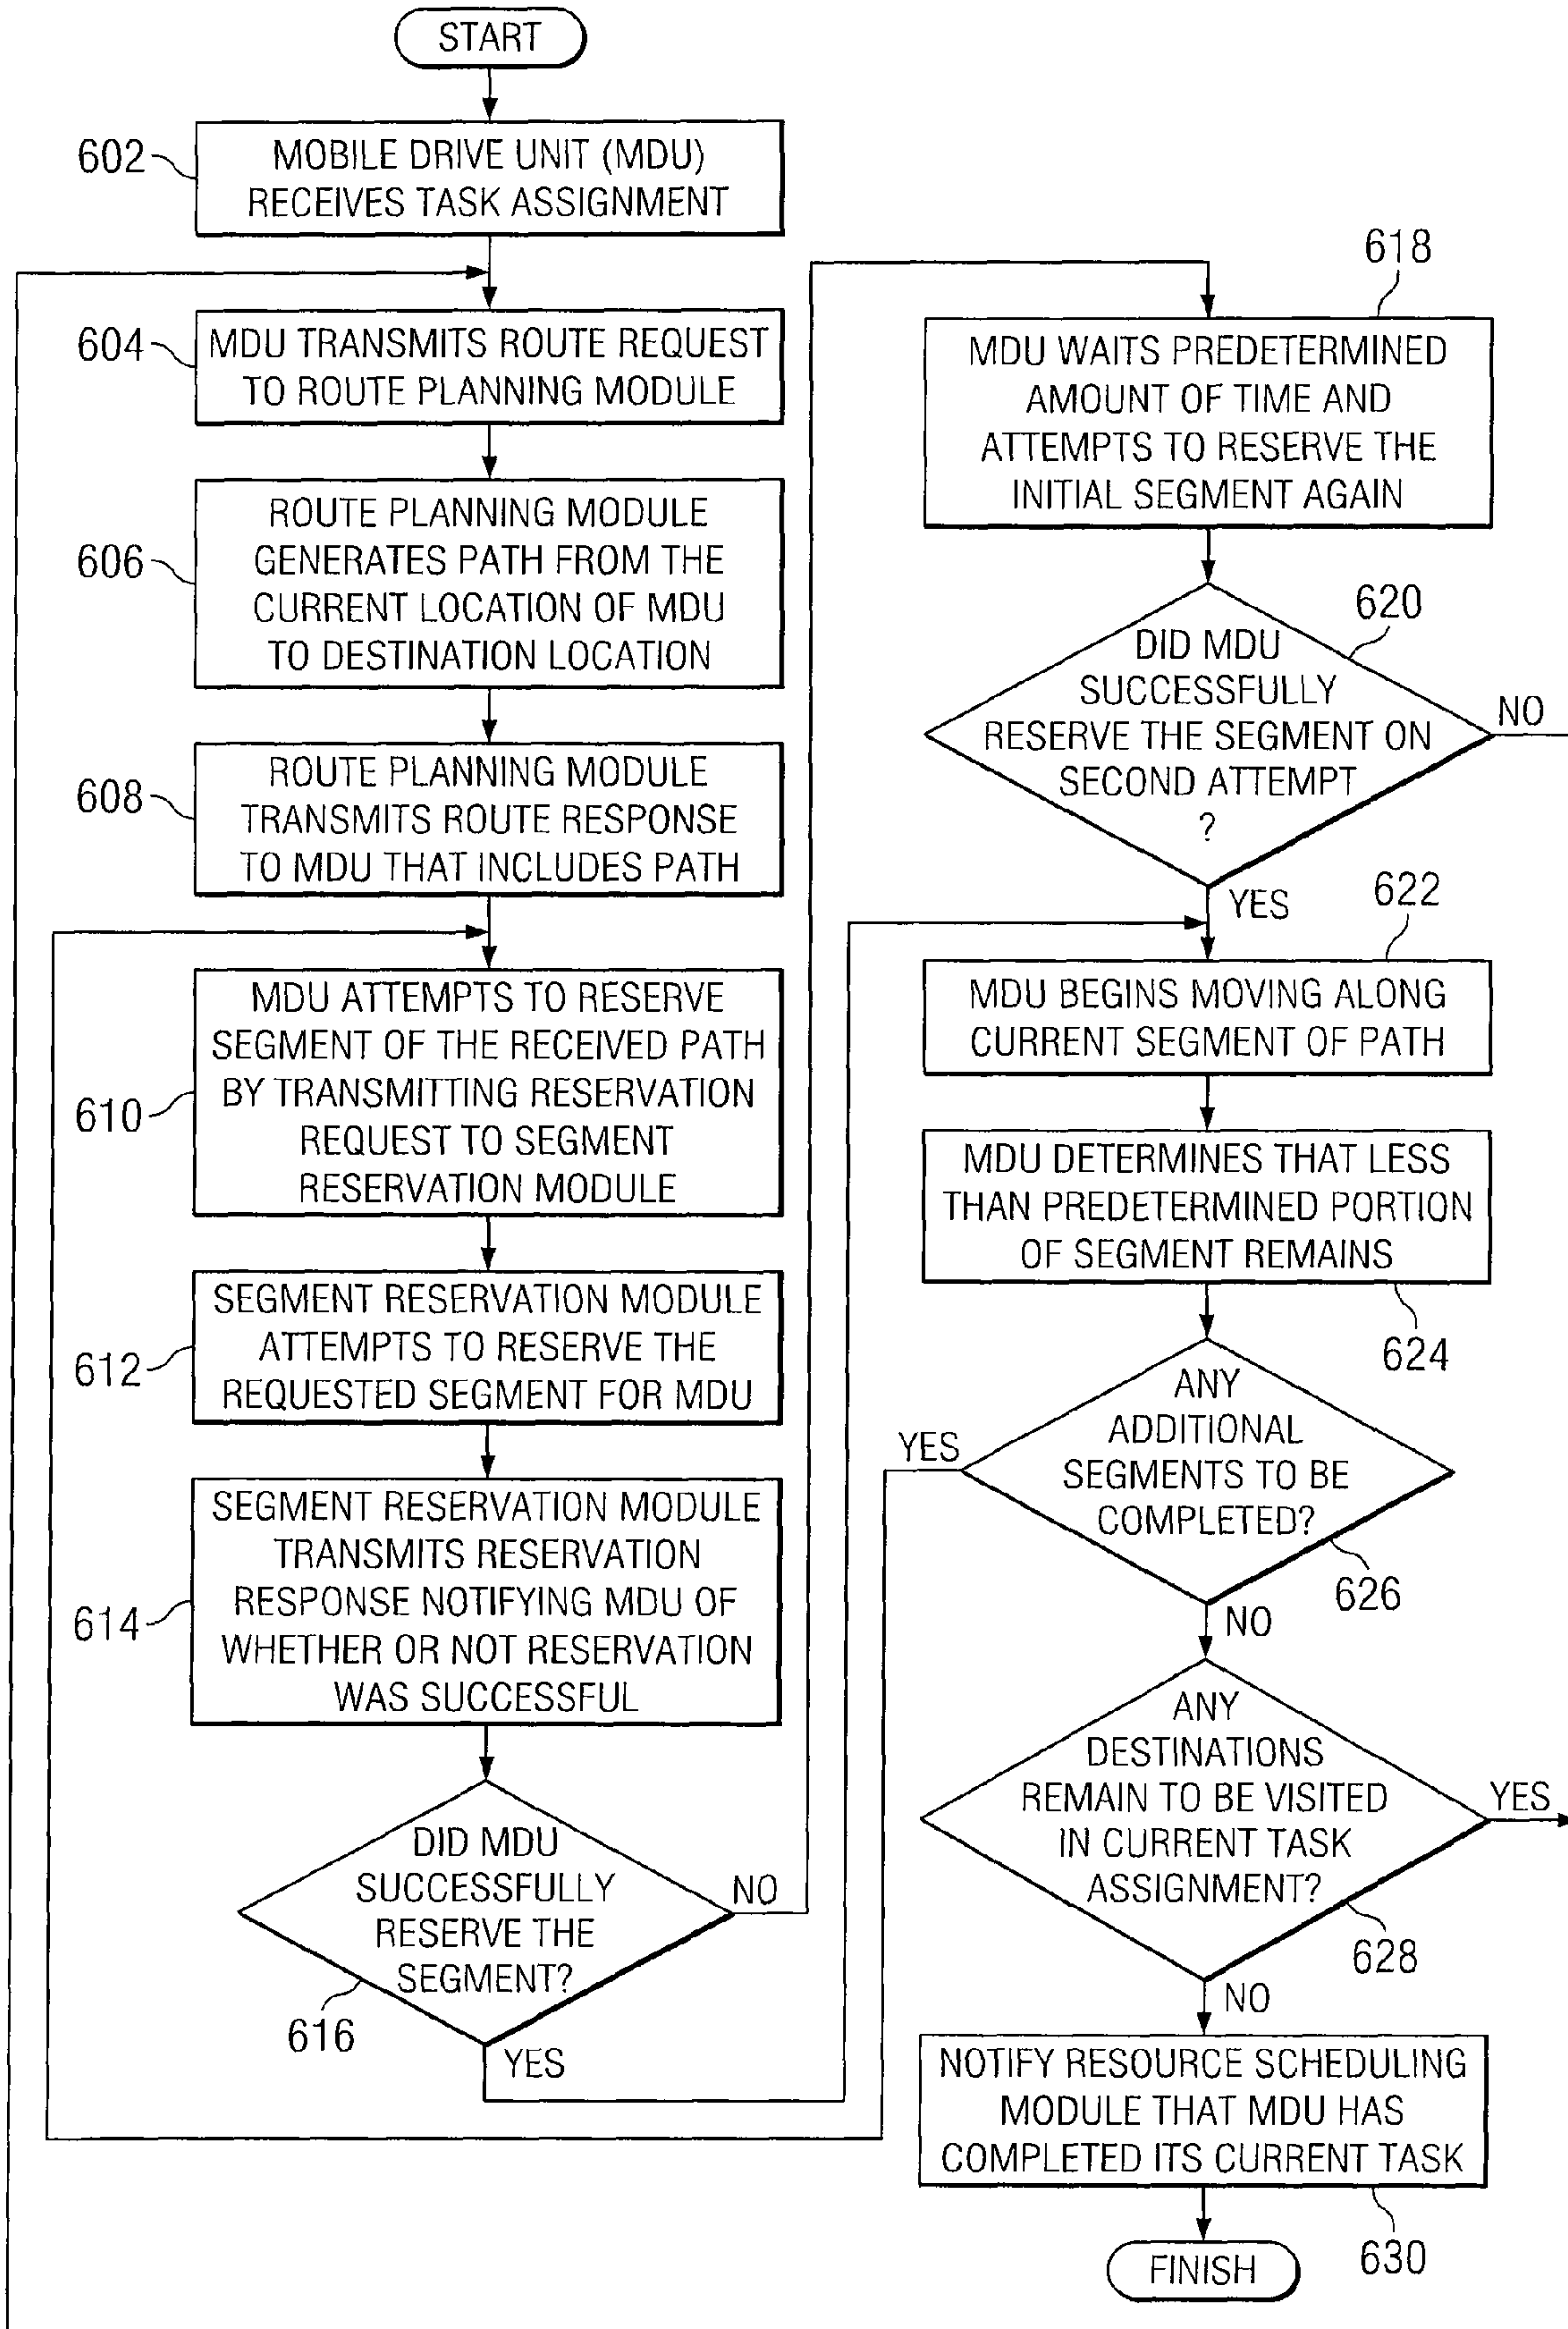 START
602
MOBILE DRIVE UNIT (MDU)
RECEIVES TASK ASSIGNMENT
604
MDU TRANSMITS ROUTE REQUEST
TO ROUTE PLANNING MODULE
606
ROUTE PLANNING MODULE
GENERATES PATH FROM THE
CURRENT LOCATION OF MDU
TO DESTINATION LOCATION
608
ROUTE PLANNING MODULE
TRANSMITS ROUTE RESPONSE
TO MDU THAT INCLUDES PATH
610
MDU ATTEMPTS TO RESERVE
SEGMENT OF THE RECEIVED PATH
BY TRANSMITTING RESERVATION
REQUEST TO SEGMENT
RESERVATION MODULE
612
SEGMENT RESERVATION MODULE
ATTEMPTS TO RESERVE THE
REQUESTED SEGMENT FOR MDU
614
SEGMENT RESERVATION MODULE
TRANSMITS RESERVATION
RESPONSE NOTIFYING MDU OF
WHETHER OR NOT RESERVATION
WAS SUCCESSFUL
DID MDU
SUCCESSFULLY
RESERVE THE
SEGMENT?
NO
616
YES
618
MDU WAITS PREDETERMINED
AMOUNT OF TIME AND
ATTEMPTS TO RESERVE THE
INITIAL SEGMENT AGAIN
620
DID MDU
SUCCESSFULLY
RESERVE THE SEGMENT ON
SECOND ATTEMPT
?
NO
YES
622
MDU BEGINS MOVING ALONG
CURRENT SEGMENT OF PATH
MDU DETERMINES THAT LESS
THAN PREDETERMINED PORTION
OF SEGMENT REMAINS
624
ANY
ADDITIONAL
SEGMENTS TO BE
COMPLETED?
YES
626
NO
ANY
DESTINATIONS
REMAIN TO BE VISITED
IN CURRENT TASK
ASSIGNMENT?
YES
628
NO
NOTIFY RESOURCE SCHEDULING
MODULE THAT MDU HAS
COMPLETED ITS CURRENT TASK
630
FINISH